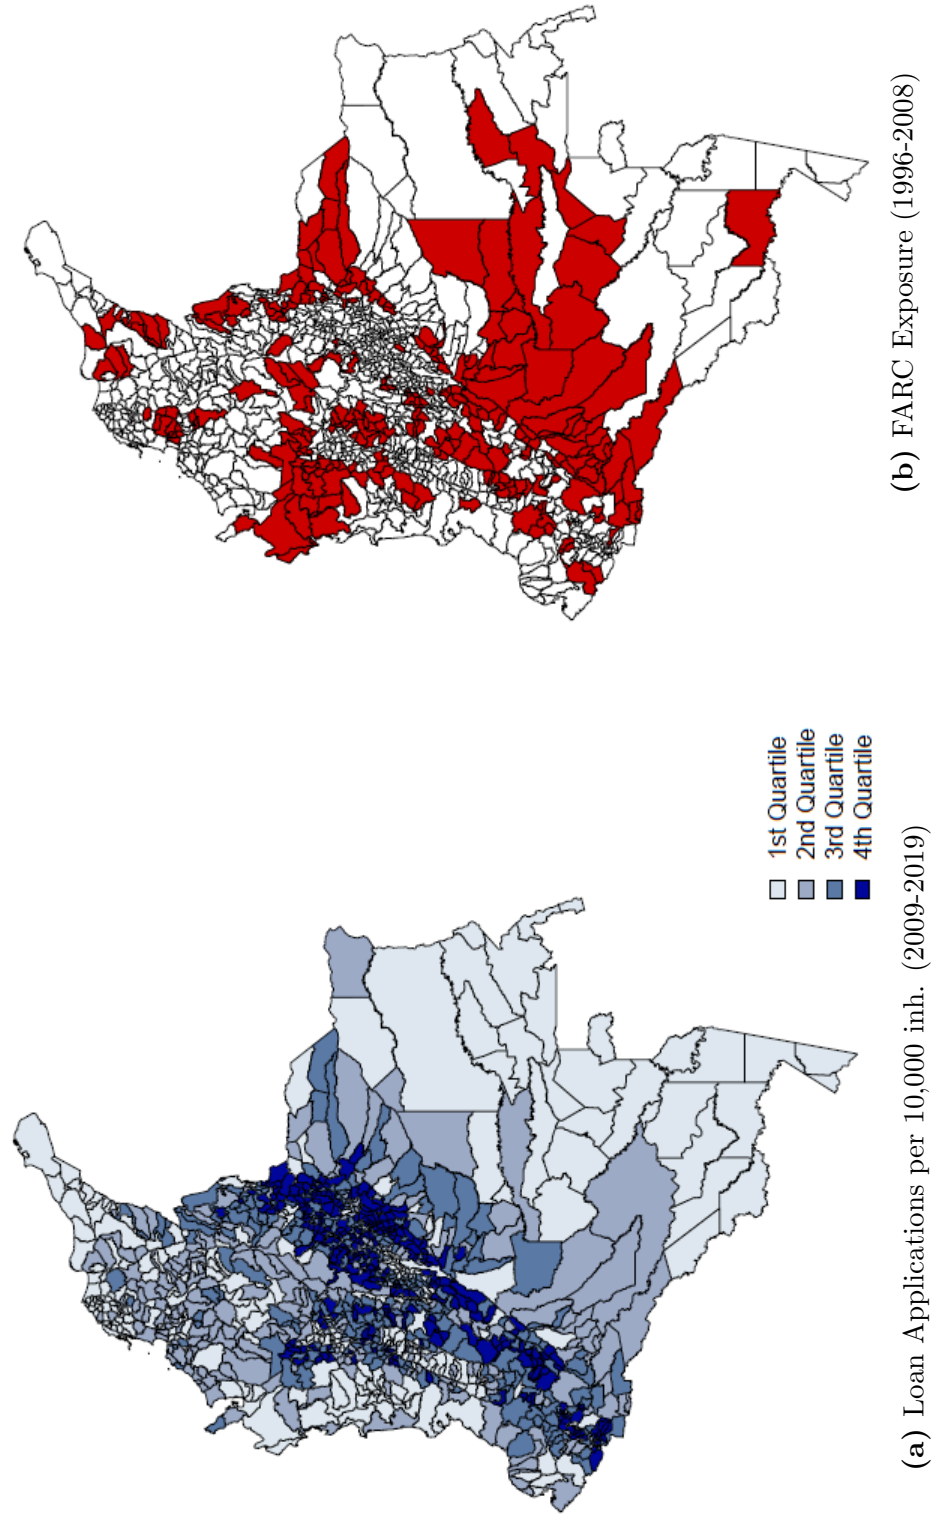 1st Quartile
2nd Quartile
3rd Quartile
4th Quartile
(a) Loan Applications per 10,000 inh. (2009-2019)
(b) FARC Exposure (1996-2008)